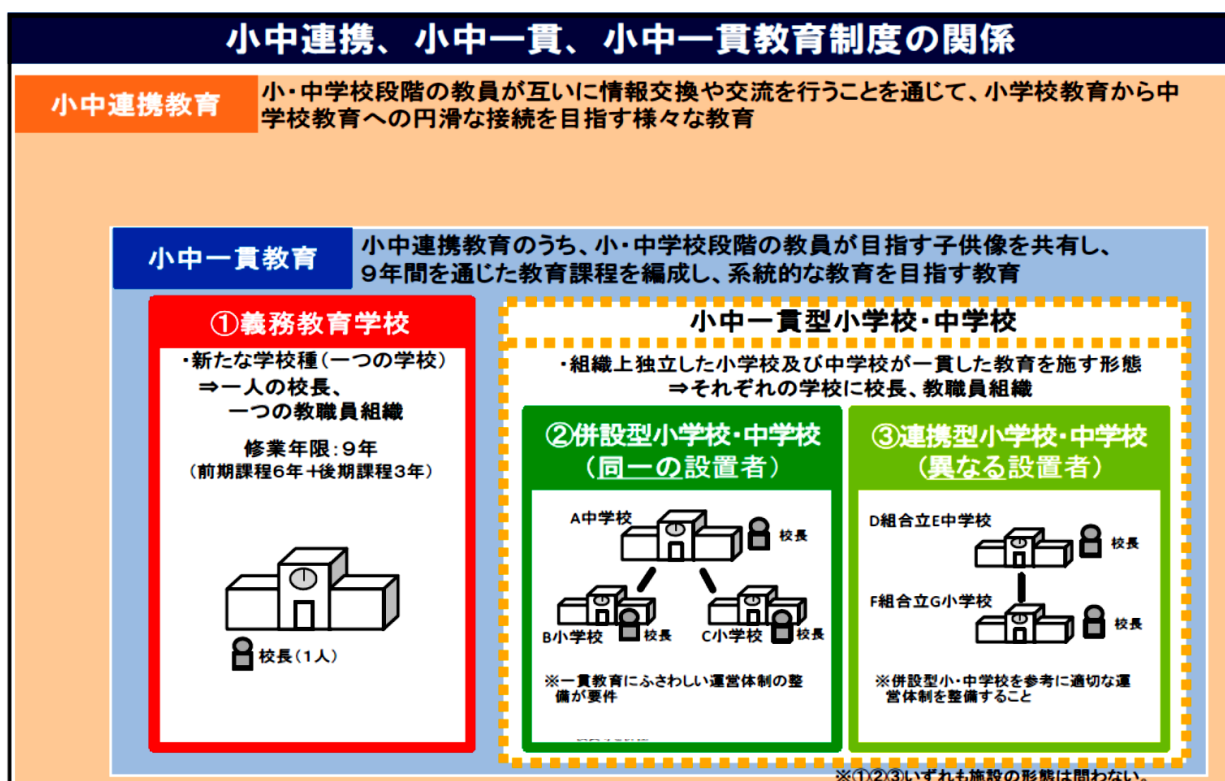 小中連携、小中一貫、小中一貫教育制度の関係
小中連携教育
小・中学校段階の教員が互いに情報交換や交流を行うことを通じて、小学校教育から中
学校教育への円滑な接続を目指す様々な教育
小中一貫教育
小中連携教育のうち、小・中学校段階の教員が目指す子供像を共有し、
9年間を通じた教育課程を編成し、系統的な教育を目指す教育
①義務教育学校
・新たな学校種(一つの学校)
⇒一人の校長、
一つの教職員組織
修業年限:9年
(前期課程6年+後期課程3年)
校長(1人)
小中一貫型小学校・中学校
・組織上独立した小学校及び中学校が一貫した教育を施す形態
⇒それぞれの学校に校長、教職員組織
②併設型小学校・中学校
(同一の設置者)
A中学校
校長
B小学校
校長
C小学校
校長
※一貫教育にふさわしい運営体制の整
備が要件
③連携型小学校・中学校
(異なる設置者)
D組合立E中学校
校長
F組合立G小学校
校長
※併設型小・中学校を参考に適切な運
営体制を整備すること
※①②③いずれも施設の形態は問わない。